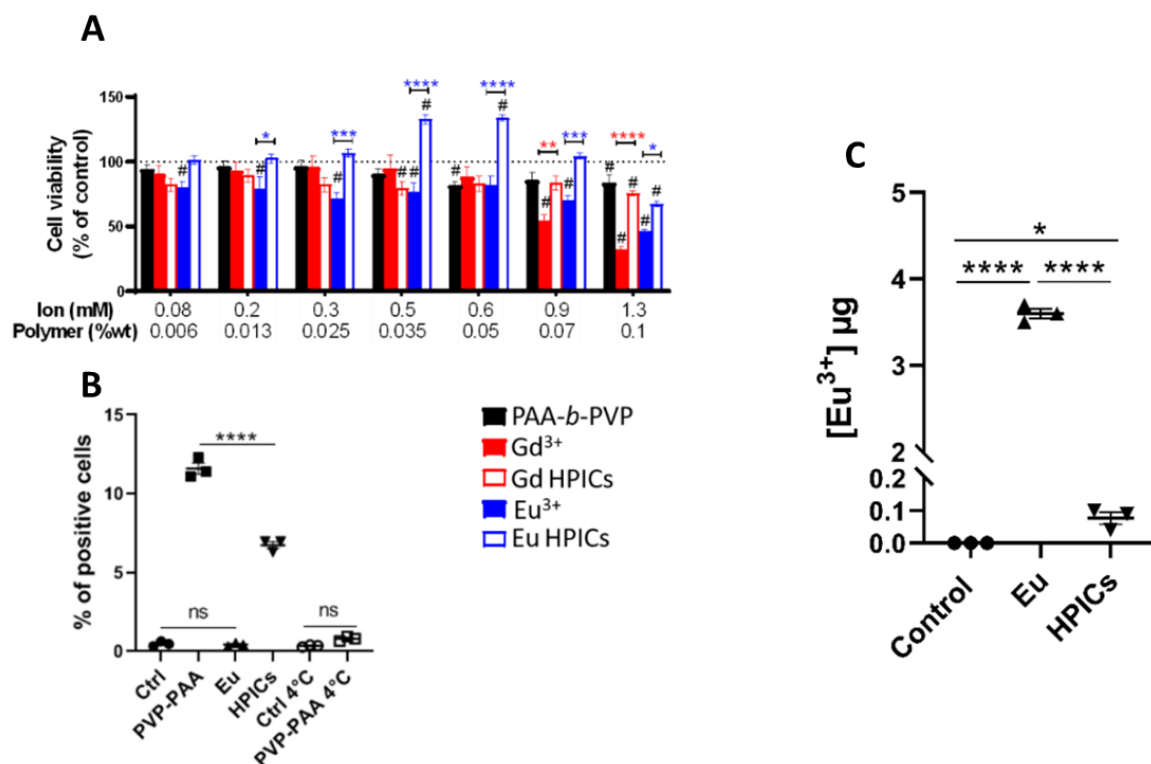 A
Cell viability
(% of control)
150
100
50
0
* *** **** **** ** *** **** *
# # # # # # # # # # # # # # #
Ion (mM) 0.08 0.2 0.3 0.5 0.6 0.9 1.3
Polymer (%wt) 0.006 0.013 0.025 0.035 0.05 0.07 0.1
B
% of positive cells
15
10
5
0
****
ns
ns
Ctrl
PVP-PAA
Eu
HPICs
Ctrl 4°C
PVP-PAA 4°C
PAA-b-PVP
Gd³⁺
Gd HPICs
Eu³⁺
Eu HPICs
C
[Eu³⁺] µg
5
4
3
2
0.2
0.1
0.0
*
**** ****
Control
Eu
HPICs